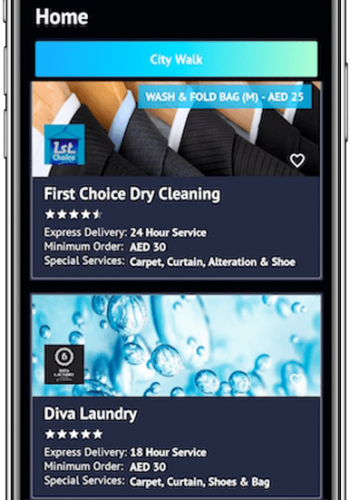 Home
City Walk
WASH & FOLD BAG (M) - AED 25
1st
Choice
First Choice Dry Cleaning
Express Delivery: 24 Hour Service
Minimum Order: AED 30
Special Services: Carpet, Curtain, Alteration & Shoe
6
DIVA
LAUNDRY
Diva Laundry
Express Delivery: 18 Hour Service
Minimum Order: AED 30
Special Services: Carpet, Curtain, Shoes & Bag